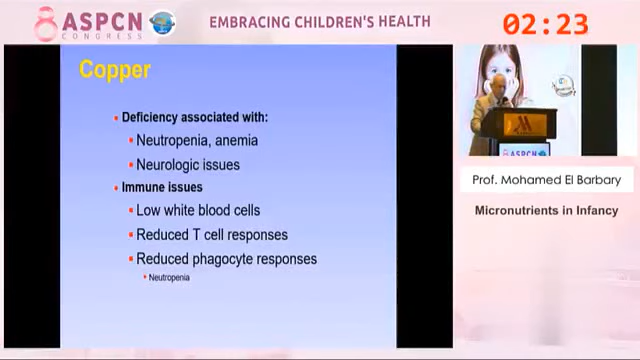 ASPCN
CONGRESS
EMBRACING CHILDREN'S HEALTH
02:23
Copper
Deficiency associated with:
Neutropenia, anemia
Neurologic issues
Immune issues
Low white blood cells
Reduced T cell responses
Reduced phagocyte responses
Neutropenia
ASPCN
Prof. Mohamed El Barbary
Micronutrients in Infancy